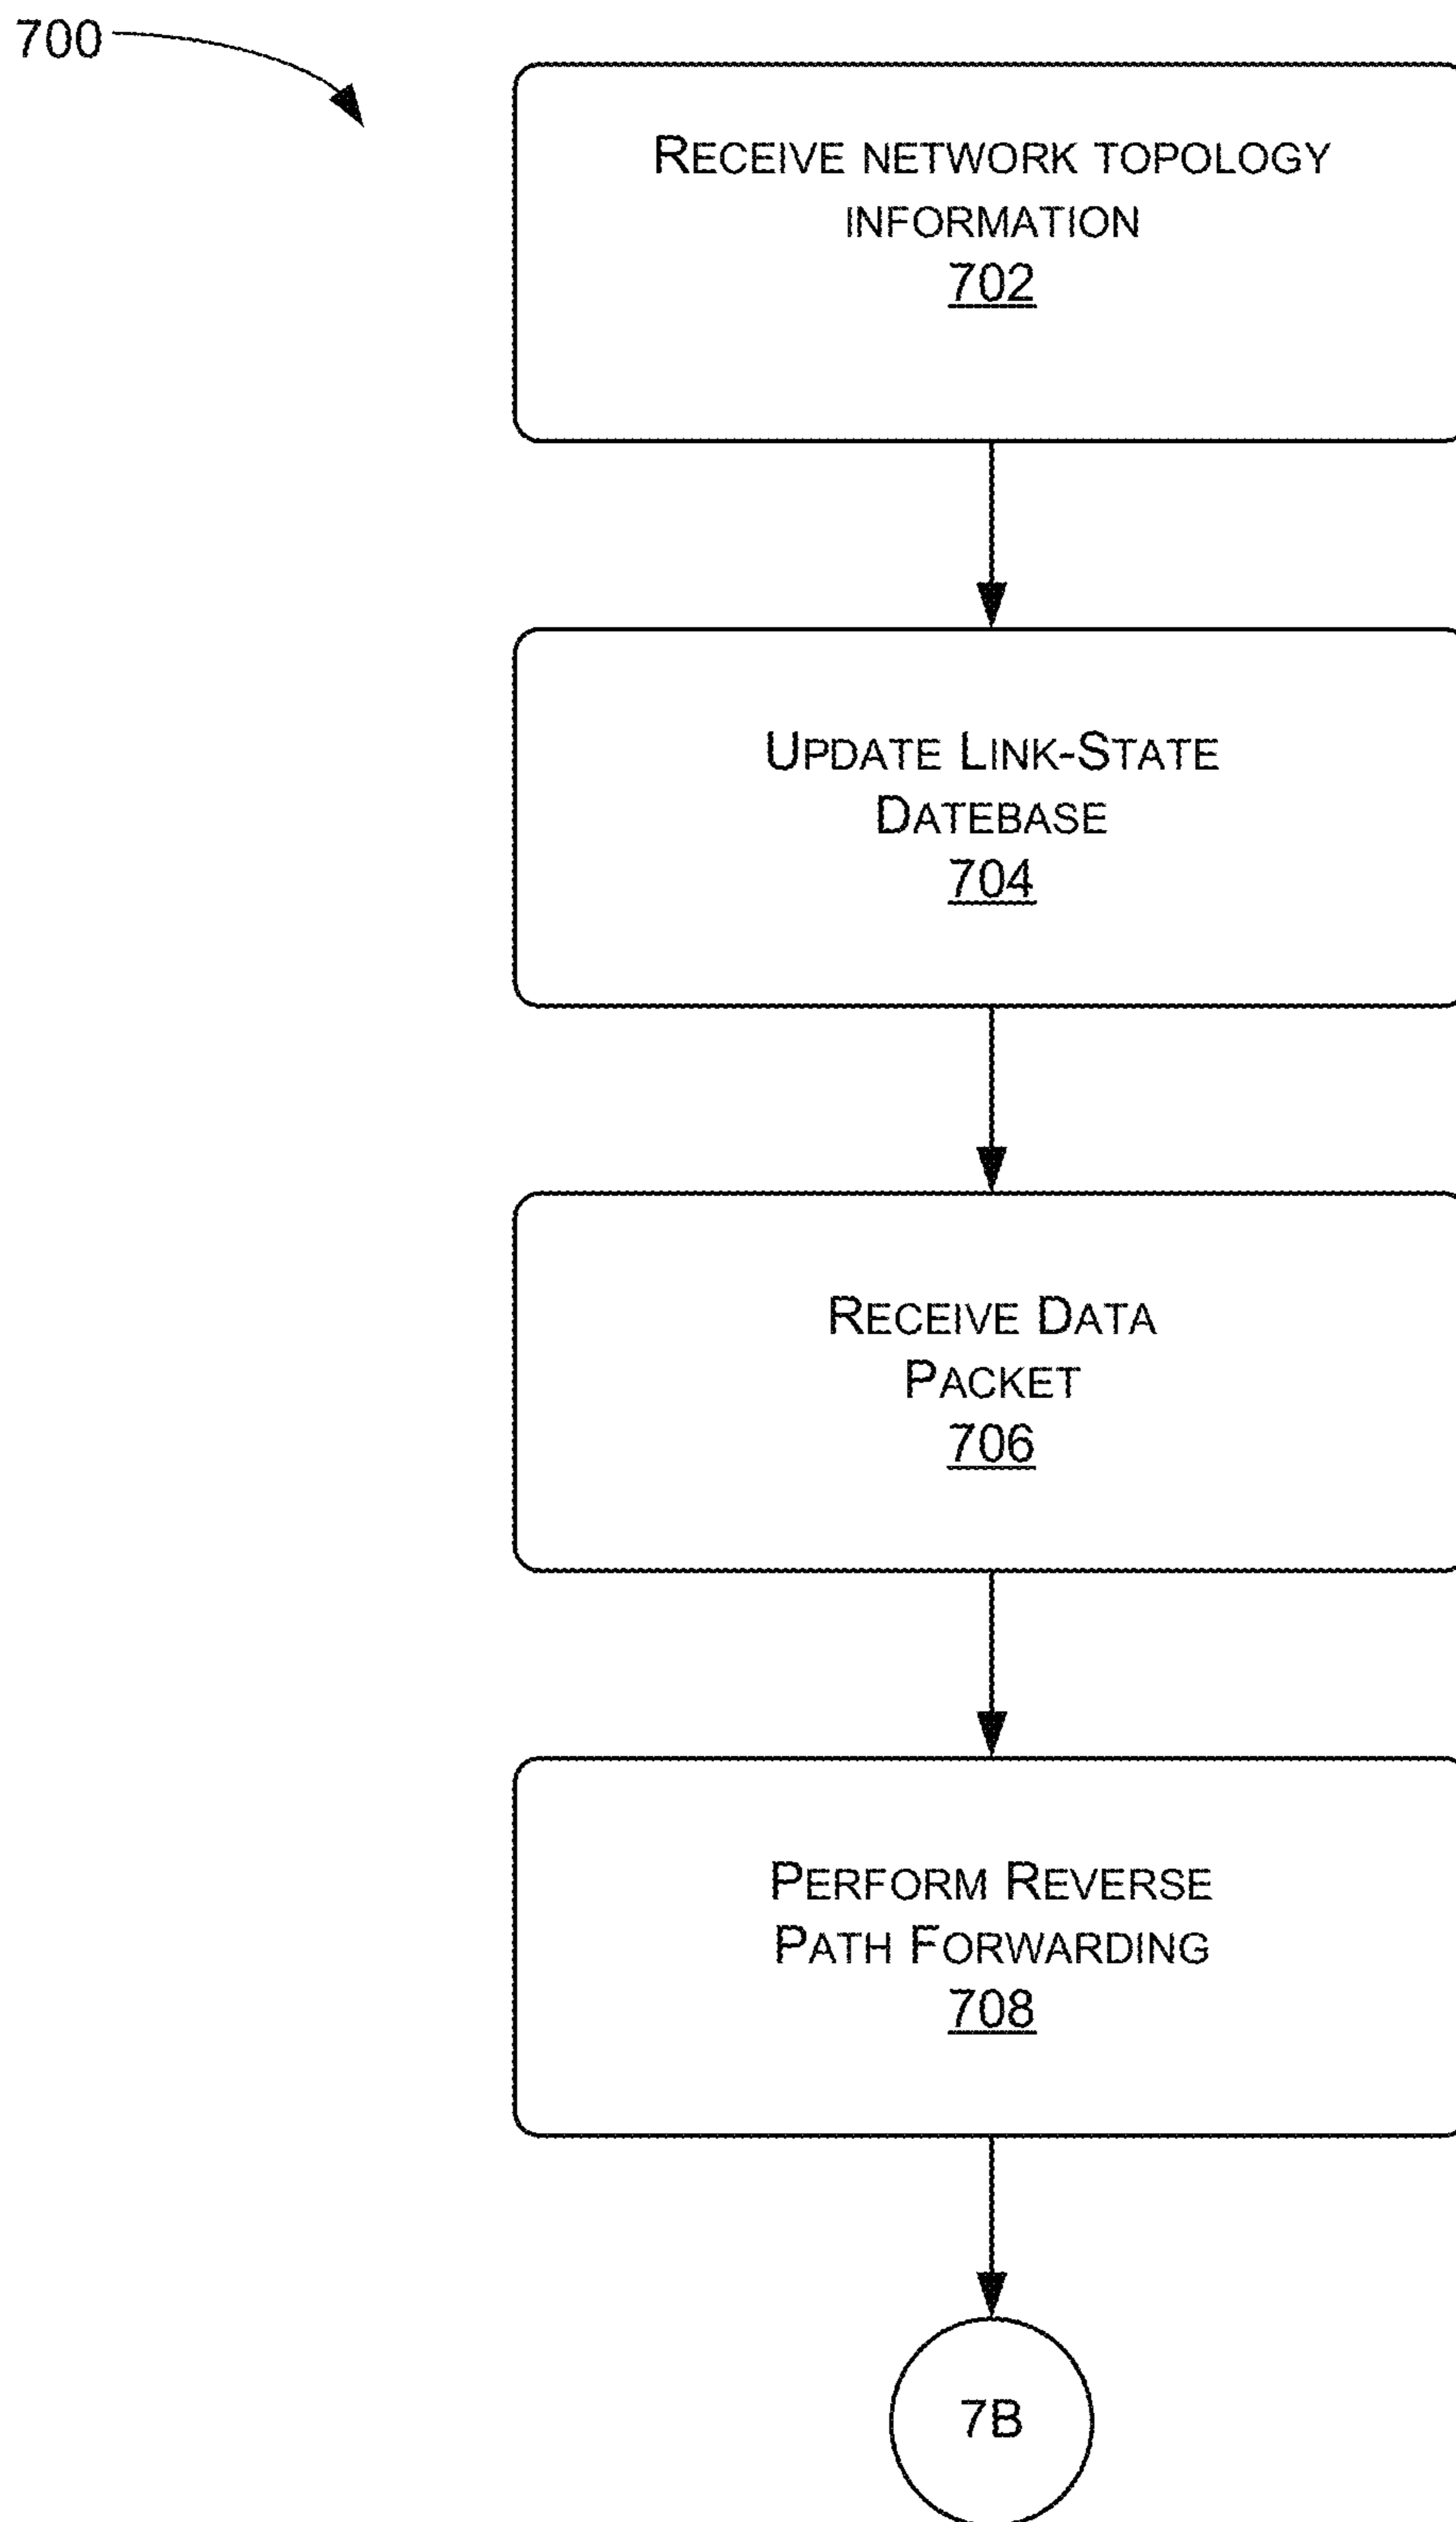 700
RECEIVE NETWORK TOPOLOGY
INFORMATION
702
UPDATE LINK-STATE
DATEBASE
704
RECEIVE DATA
PACKET
706
PERFORM REVERSE
PATH FORWARDING
708
7B